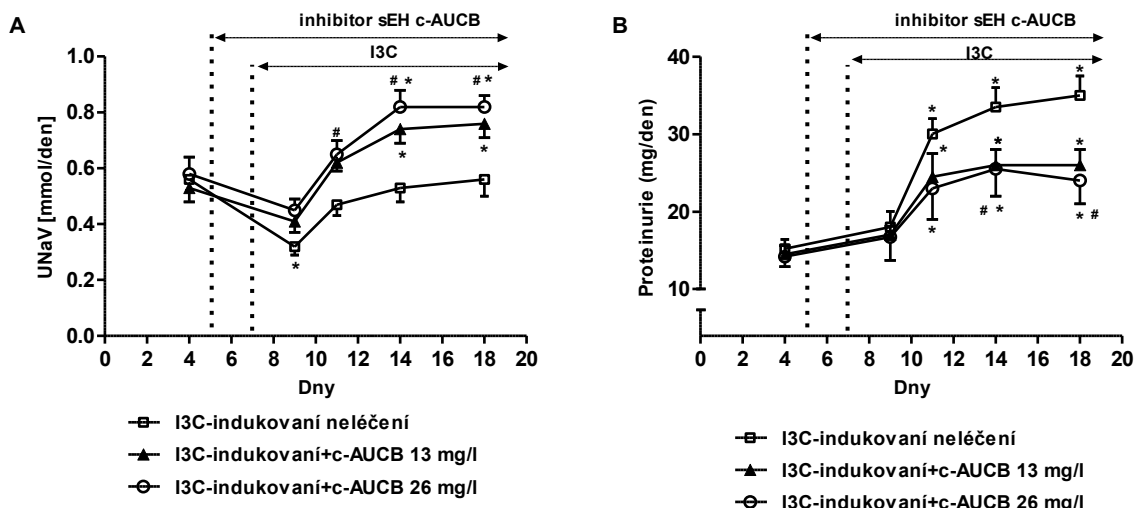 A
inhibitor sEH c-AUCB
I3C
UNaV [mmol/den]
1.0
0.8
0.6
0.4
0.2
0.0
# *
# *
#
*
*
*
0 2 4 6 8 10 12 14 16 18 20
Dny
I3C-indukovaní neléčení
I3C-indukovaní+c-AUCB 13 mg/l
I3C-indukovaní+c-AUCB 26 mg/l
B
inhibitor sEH c-AUCB
I3C
Proteinurie (mg/den)
40
30
20
10
*
*
*
*
*
*
*
# *
* #
0 2 4 6 8 10 12 14 16 18 20
Dny
I3C-indukovaní neléčení
I3C-indukovaní+c-AUCB 13 mg/l
I3C-indukovaní+c-AUCB 26 mg/l